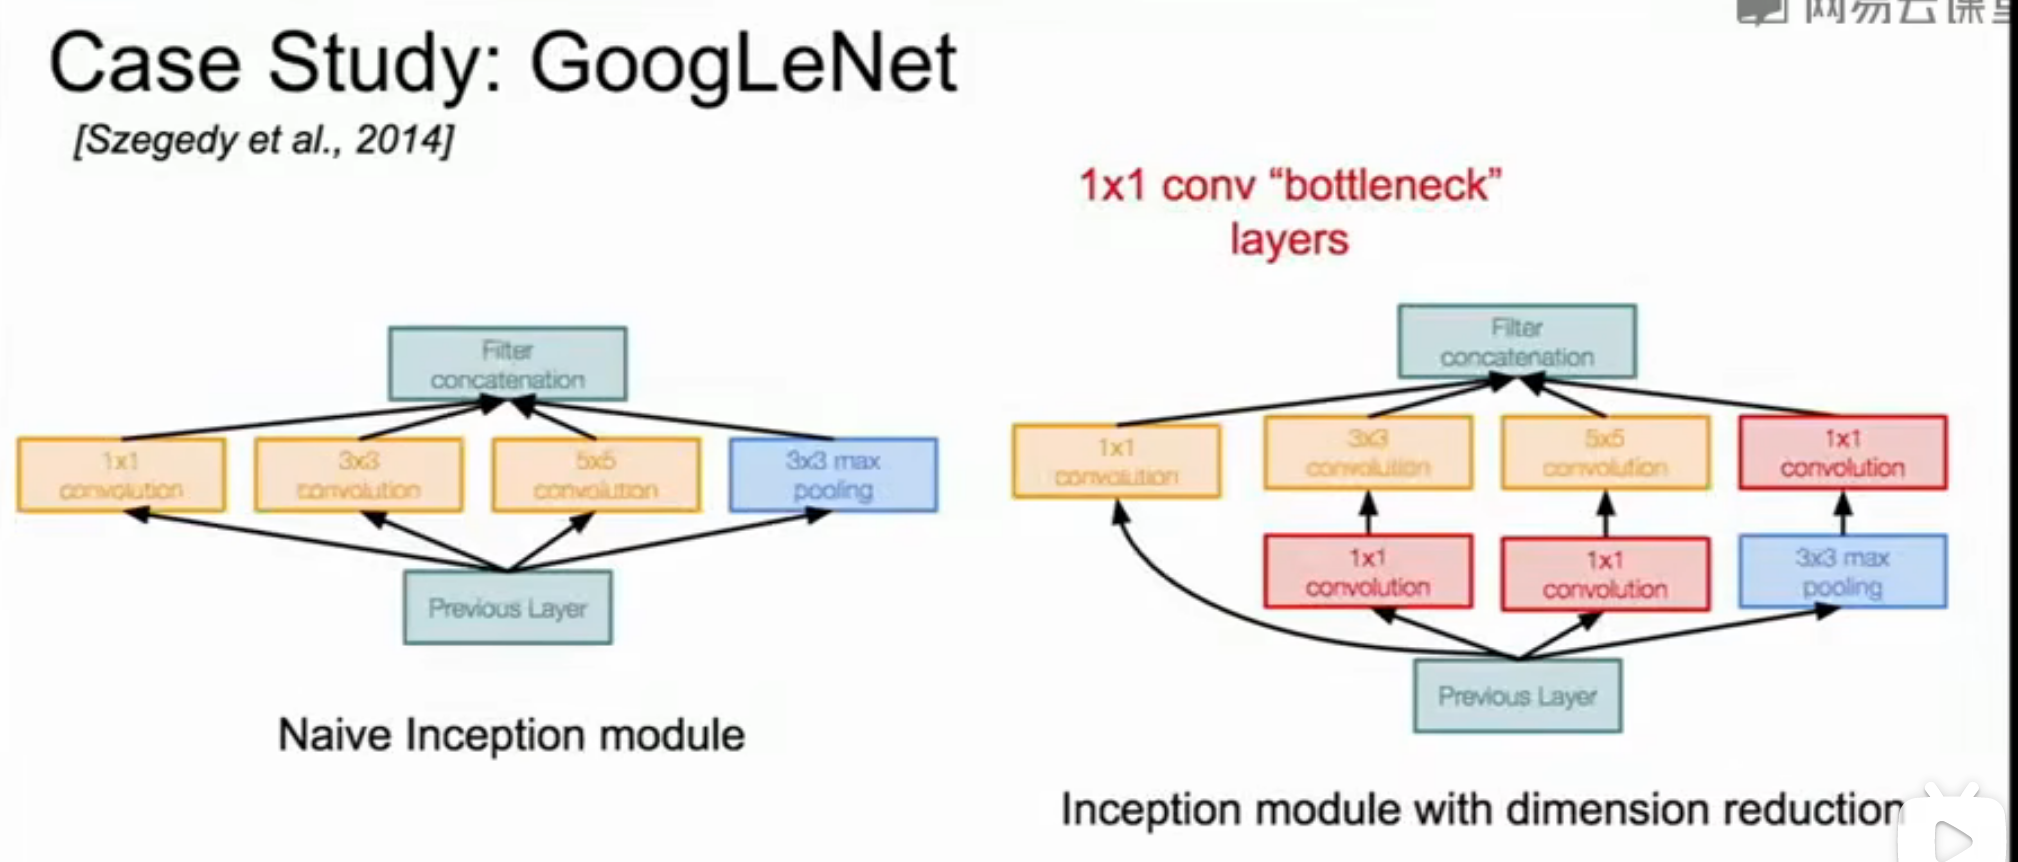 网易云课堂
Case Study: GoogLeNet
[Szegedy et al., 2014]
1x1 conv “bottleneck”
layers
Filter
concatenation
1x1
convolution
3x3
convolution
5x5
convolution
3x3 max
pooling
Previous Layer
Naive Inception module
Filter
concatenation
1x1
convolution
3x3
convolution
5x5
convolution
1x1
convolution
1x1
convolution
1x1
convolution
3x3 max
pooling
Previous Layer
Inception module with dimension reduction